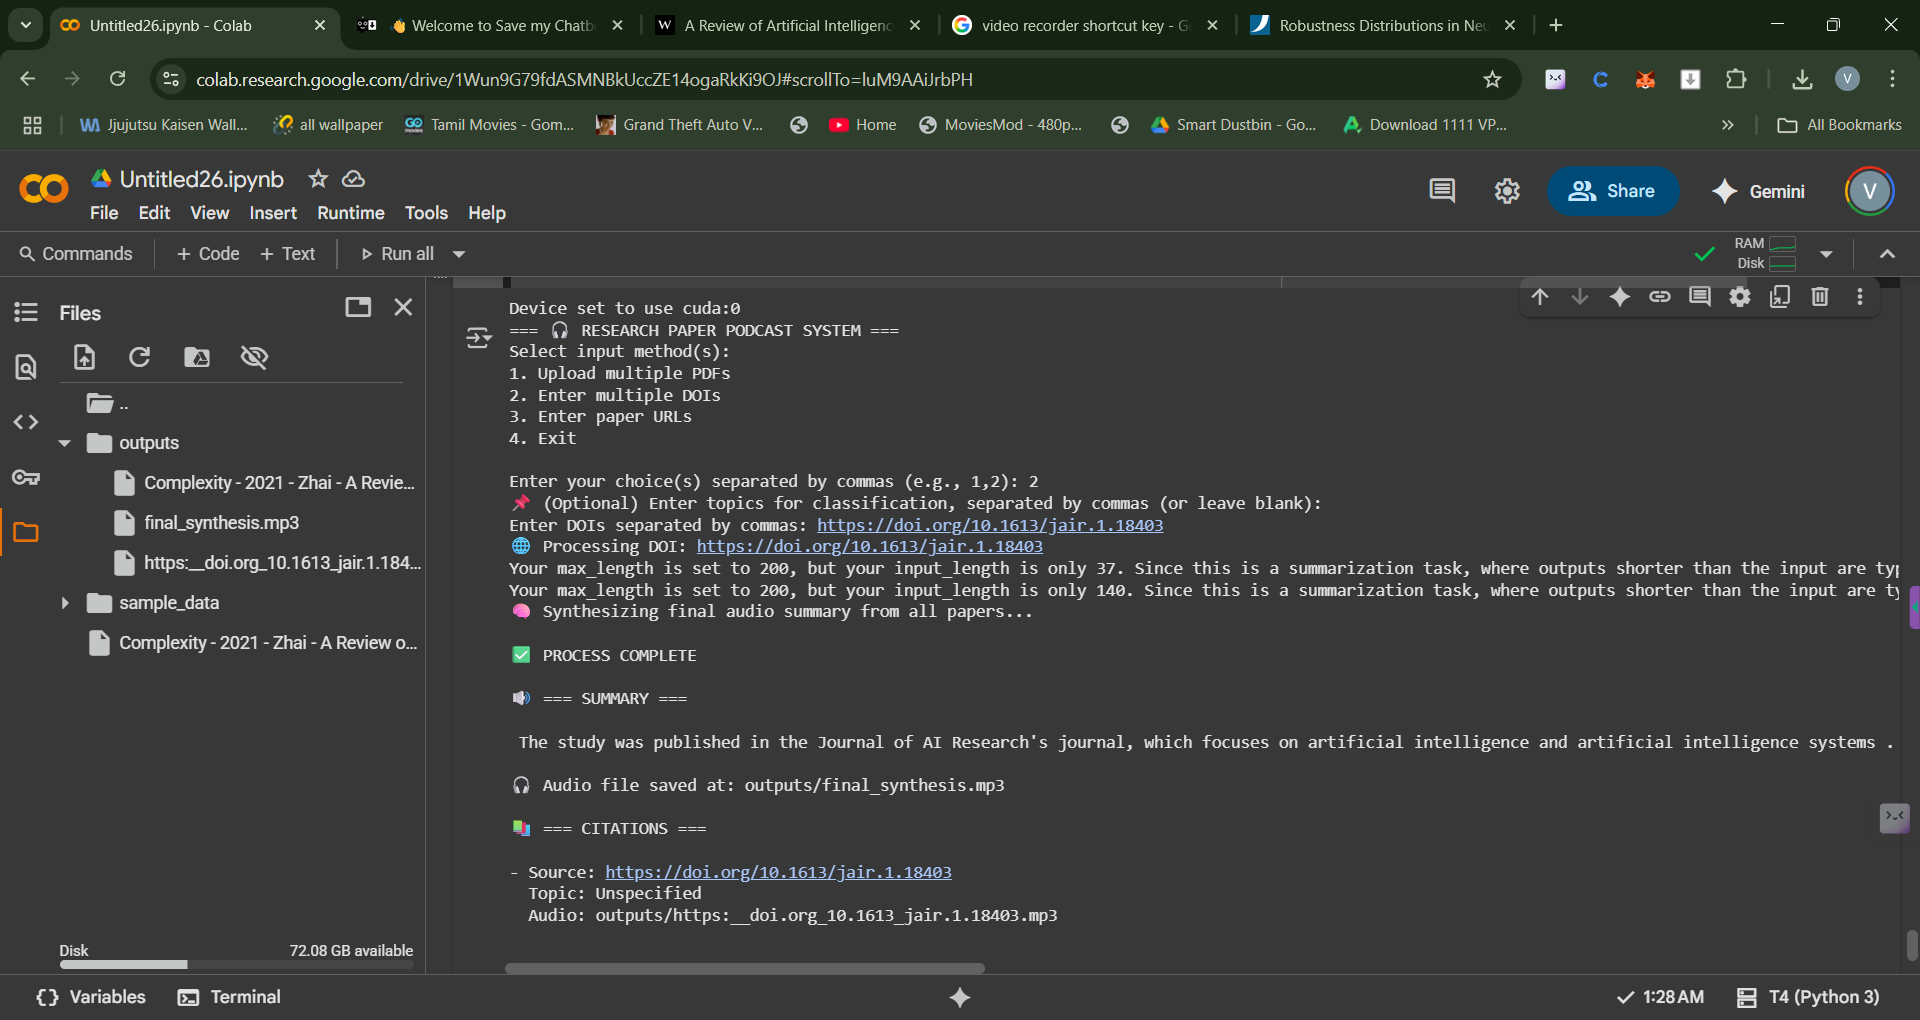 Untitled26.ipynb - Colab
👋 Welcome to Save my Chatb
A Review of Artificial Intelligenc
video recorder shortcut key - G
Robustness Distributions in Neu
colab.research.google.com/drive/1Wun9G79fdASMNBkUccZE14ogaRkKi9OJ#scrollTo=luM9AAiJrbPH
V
Jjujutsu Kaisen Wall...
all wallpaper
Tamil Movies - Gom...
Grand Theft Auto V...
Home
MoviesMod - 480p...
Smart Dustbin - Go...
Download 1111 VP...
All Bookmarks
Untitled26.ipynb
File Edit View Insert Runtime Tools Help
Share
Gemini
V
Commands
+ Code
+ Text
Run all
RAM
Disk
Files
..
outputs
Complexity - 2021 - Zhai - A Revie...
final_synthesis.mp3
https:__doi.org_10.1613_jair.1.184...
sample_data
Complexity - 2021 - Zhai - A Review o...
Disk
72.08 GB available
Device set to use cuda:0
=== 🎧 RESEARCH PAPER PODCAST SYSTEM ===
Select input method(s):
1. Upload multiple PDFs
2. Enter multiple DOIs
3. Enter paper URLs
4. Exit
Enter your choice(s) separated by commas (e.g., 1,2): 2
📌 (Optional) Enter topics for classification, separated by commas (or leave blank):
Enter DOIs separated by commas: https://doi.org/10.1613/jair.1.18403
🌐 Processing DOI: https://doi.org/10.1613/jair.1.18403
Your max_length is set to 200, but your input_length is only 37. Since this is a summarization task, where outputs shorter than the input are typ
Your max_length is set to 200, but your input_length is only 140. Since this is a summarization task, where outputs shorter than the input are ty
🧠 Synthesizing final audio summary from all papers...
✅ PROCESS COMPLETE
🔊 === SUMMARY ===
The study was published in the Journal of AI Research's journal, which focuses on artificial intelligence and artificial intelligence systems .
🎧 Audio file saved at: outputs/final_synthesis.mp3
📚 === CITATIONS ===
- Source: https://doi.org/10.1613/jair.1.18403
Topic: Unspecified
Audio: outputs/https:__doi.org_10.1613_jair.1.18403.mp3
Variables
Terminal
1:28 AM
T4 (Python 3)